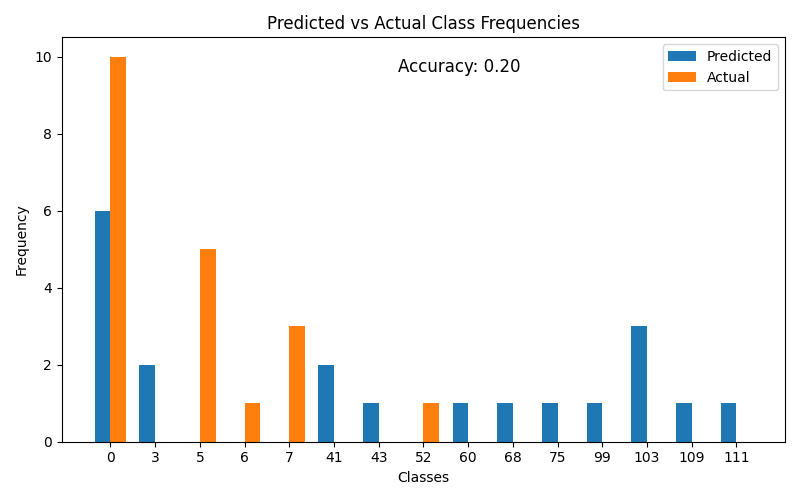 Predicted vs Actual Class Frequencies
Accuracy: 0.20
Predicted
Actual
Frequency
10
8
6
4
2
0
0 3 5 6 7 41 43 52 60 68 75 99 103 109 111
Classes